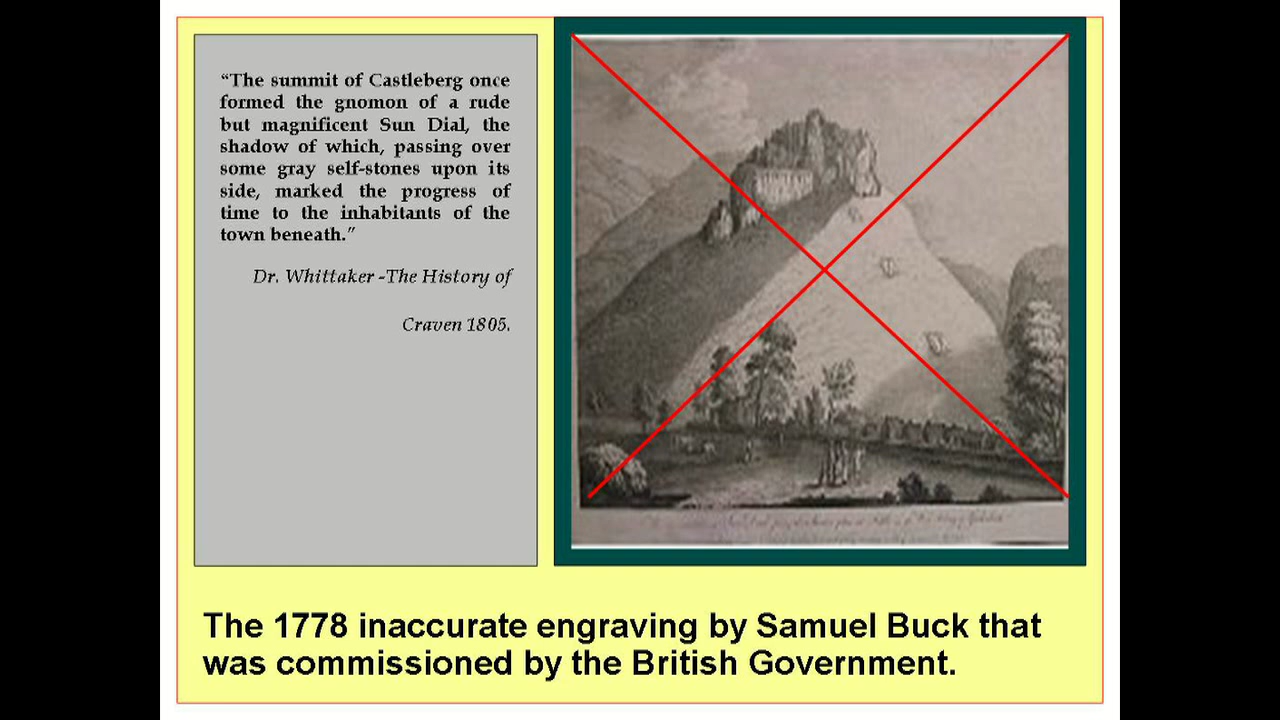 “The summit of Castleberg once
formed the gnomon of a rude
but magnificent Sun Dial, the
shadow of which, passing over
some gray self-stones upon its
side, marked the progress of
time to the inhabitants of the
town beneath.”
Dr. Whittaker -The History of
Craven 1805.
The 1778 inaccurate engraving by Samuel Buck that
was commissioned by the British Government.